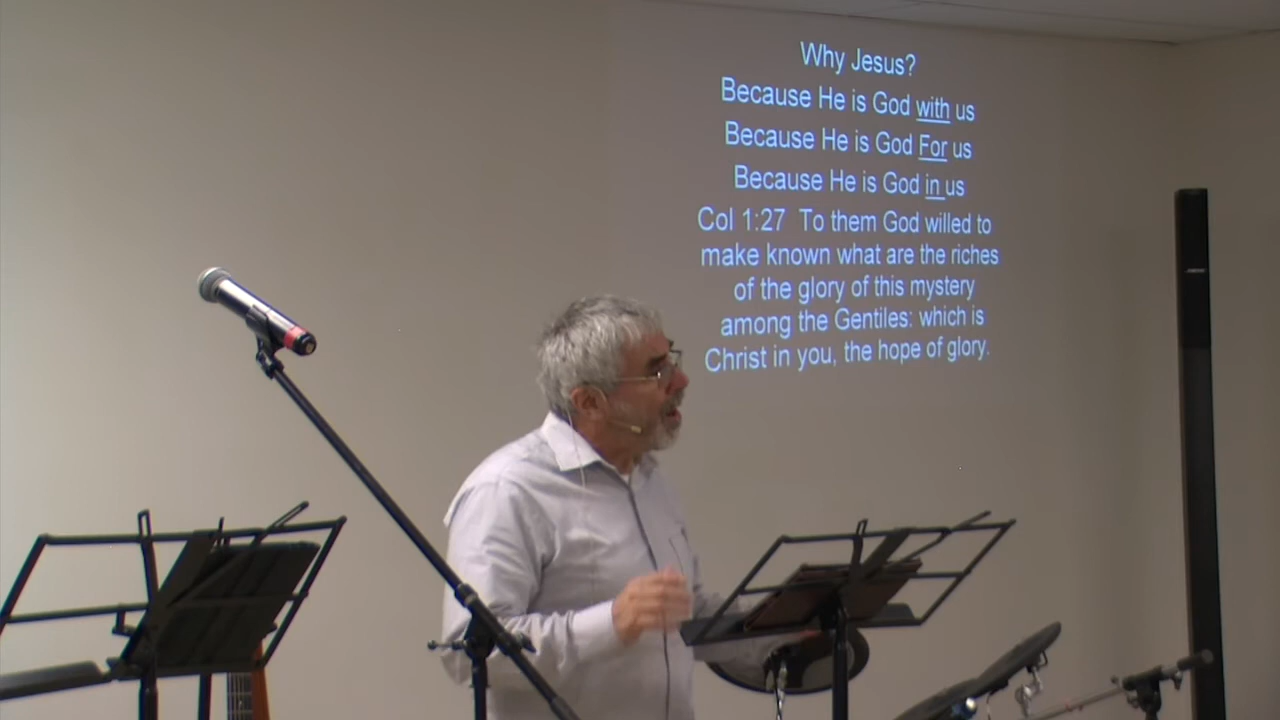 Why Jesus?
Because He is God with us
Because He is God For us
Because He is God in us
Col 1:27  To them God willed to
make known what are the riches
of the glory of this mystery
among the Gentiles: which is
Christ in you, the hope of glory.